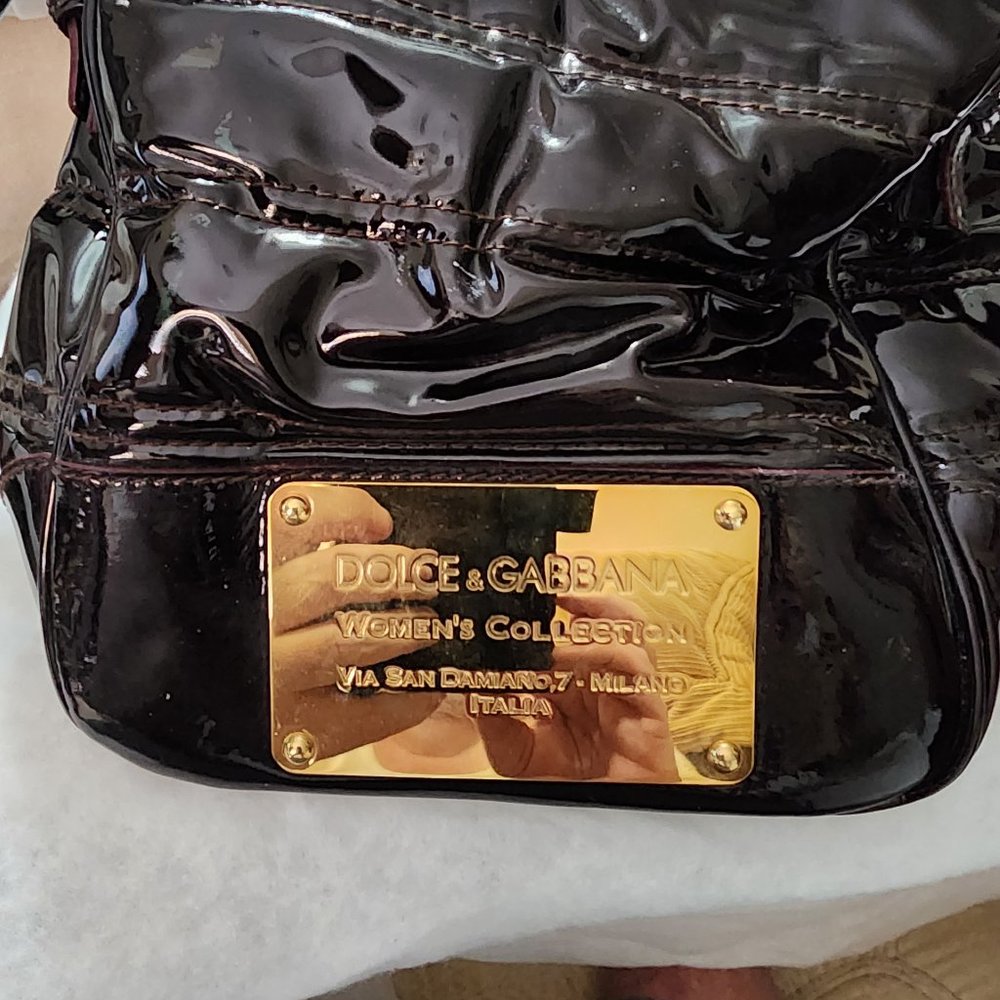 DOLCE & GABBANA
WOMEN'S COLLECTION
VIA SAN DAMIANO,7 - MILANO
ITALIA